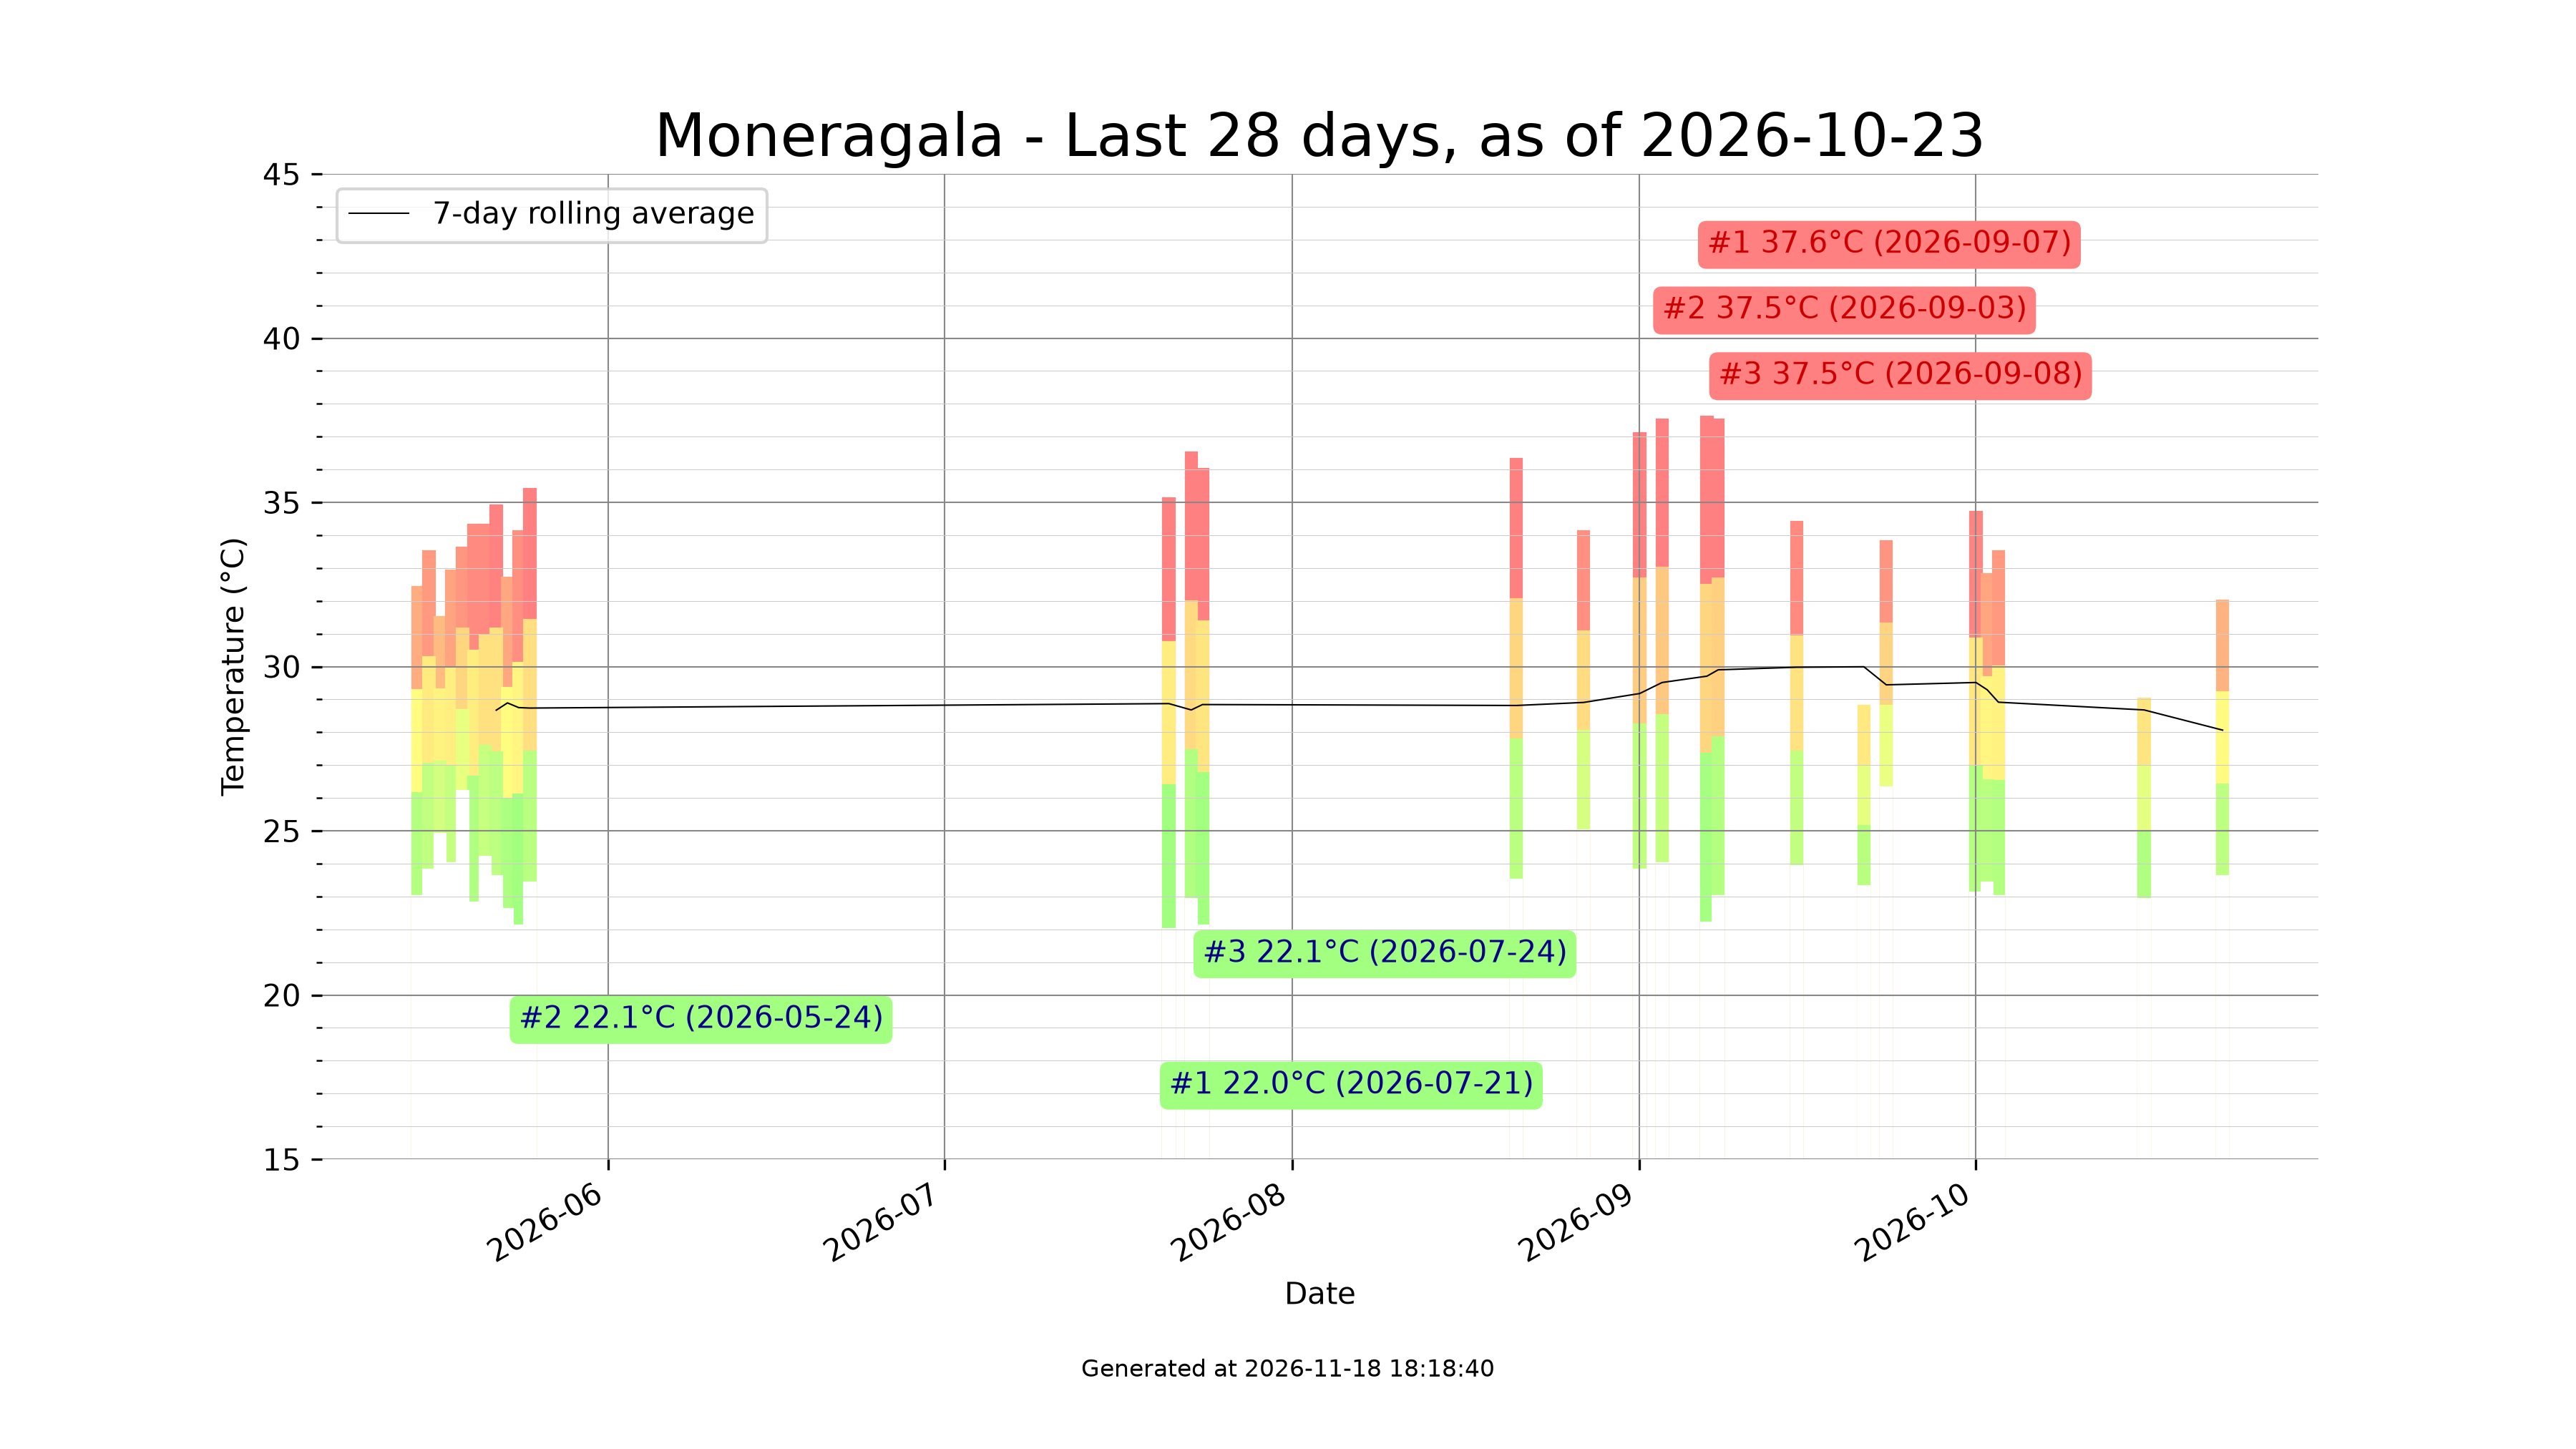 Moneragala - Last 28 days, as of 2026-10-23
45
7-day rolling average
#1 37.6°C (2026-09-07)
#2 37.5°C (2026-09-03)
40
#3 37.5°C (2026-09-08)
35
30
Temperature (°C)
25
#3 22.1°C (2026-07-24)
20
#2 22.1°C (2026-05-24)
#1 22.0°C (2026-07-21)
15
2026-06
2026-07
2026-08
2026-09
2026-10
Date
Generated at 2026-11-18 18:18:40